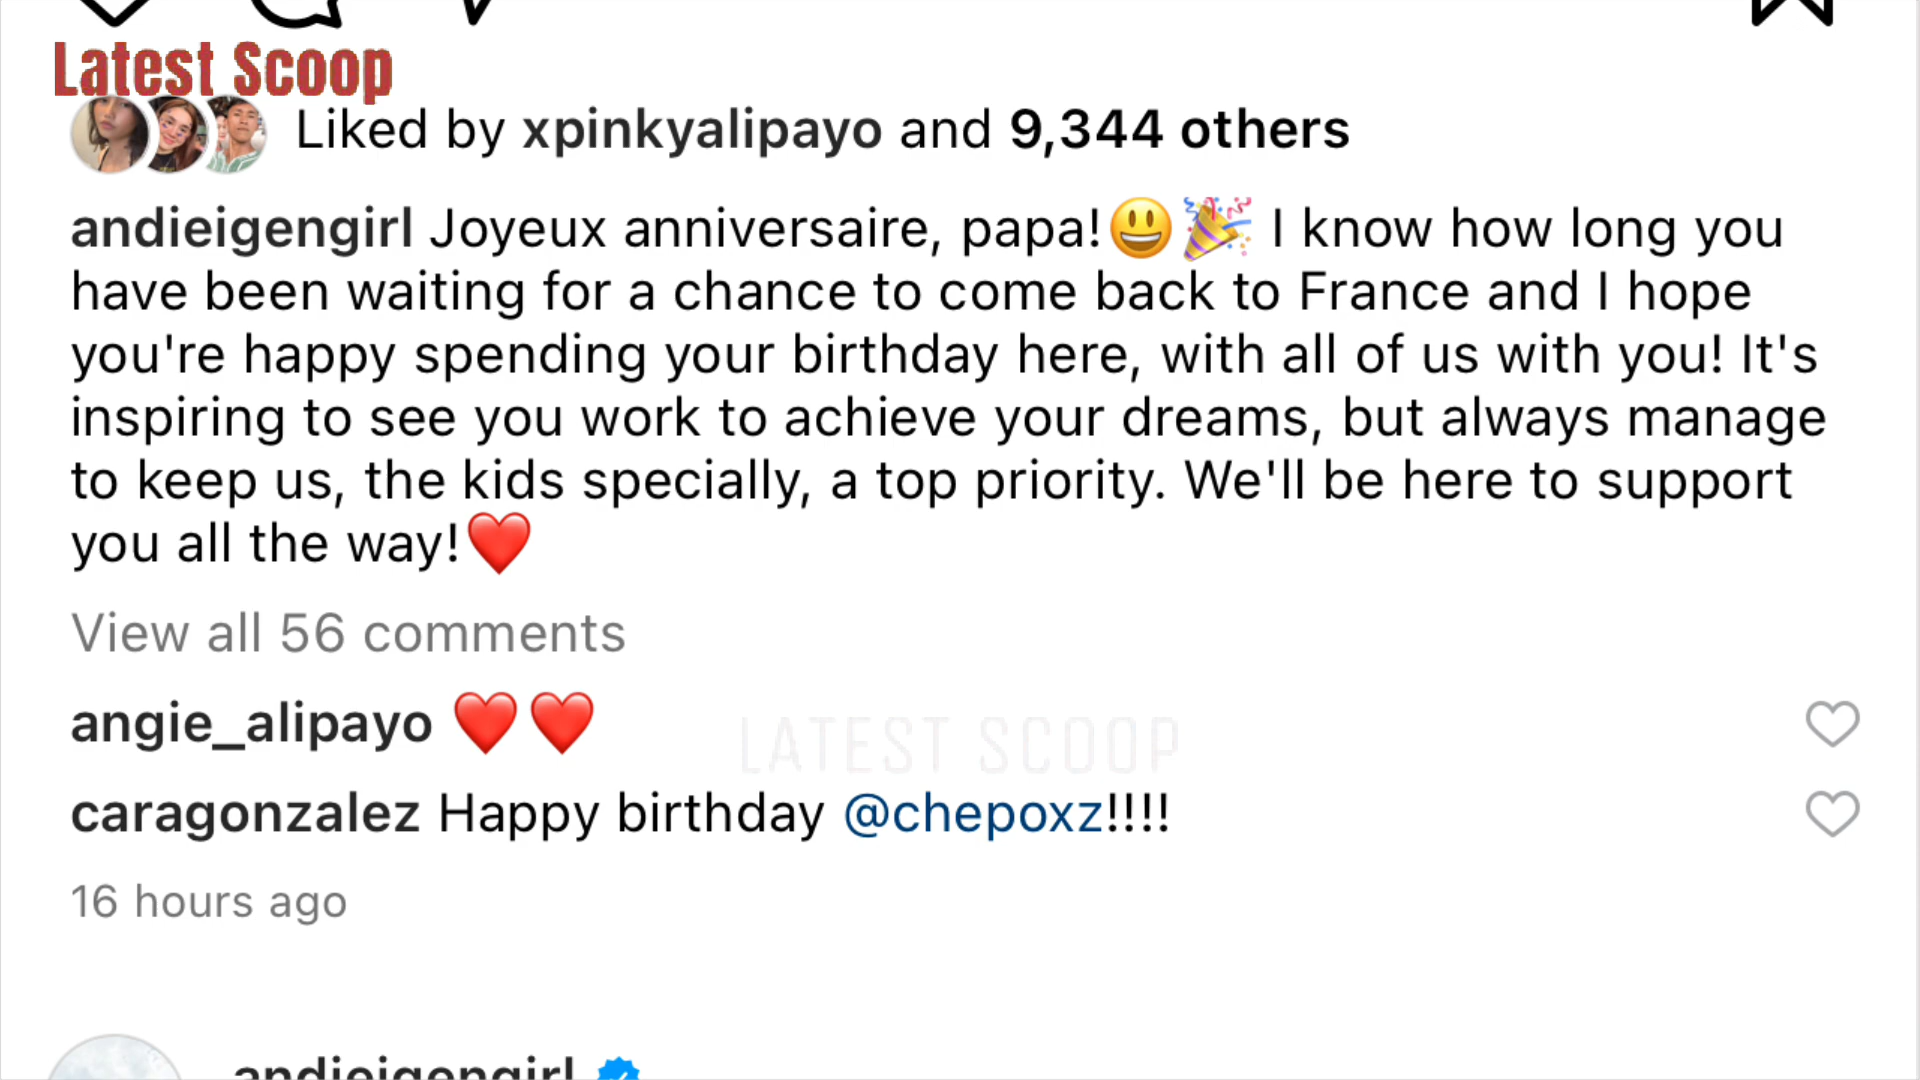 Latest Scoop
Liked by xpinkyalipayo and 9,344 others
andieigengirl Joyeux anniversaire, papa!😃🎉 I know how long you
have been waiting for a chance to come back to France and I hope
you're happy spending your birthday here, with all of us with you! It's
inspiring to see you work to achieve your dreams, but always manage
to keep us, the kids specially, a top priority. We'll be here to support
you all the way!❤️
View all 56 comments
angie_alipayo ❤️❤️
LATEST SCOOP
caragonzalez Happy birthday @chepoxz!!!!
16 hours ago
andieigengirl